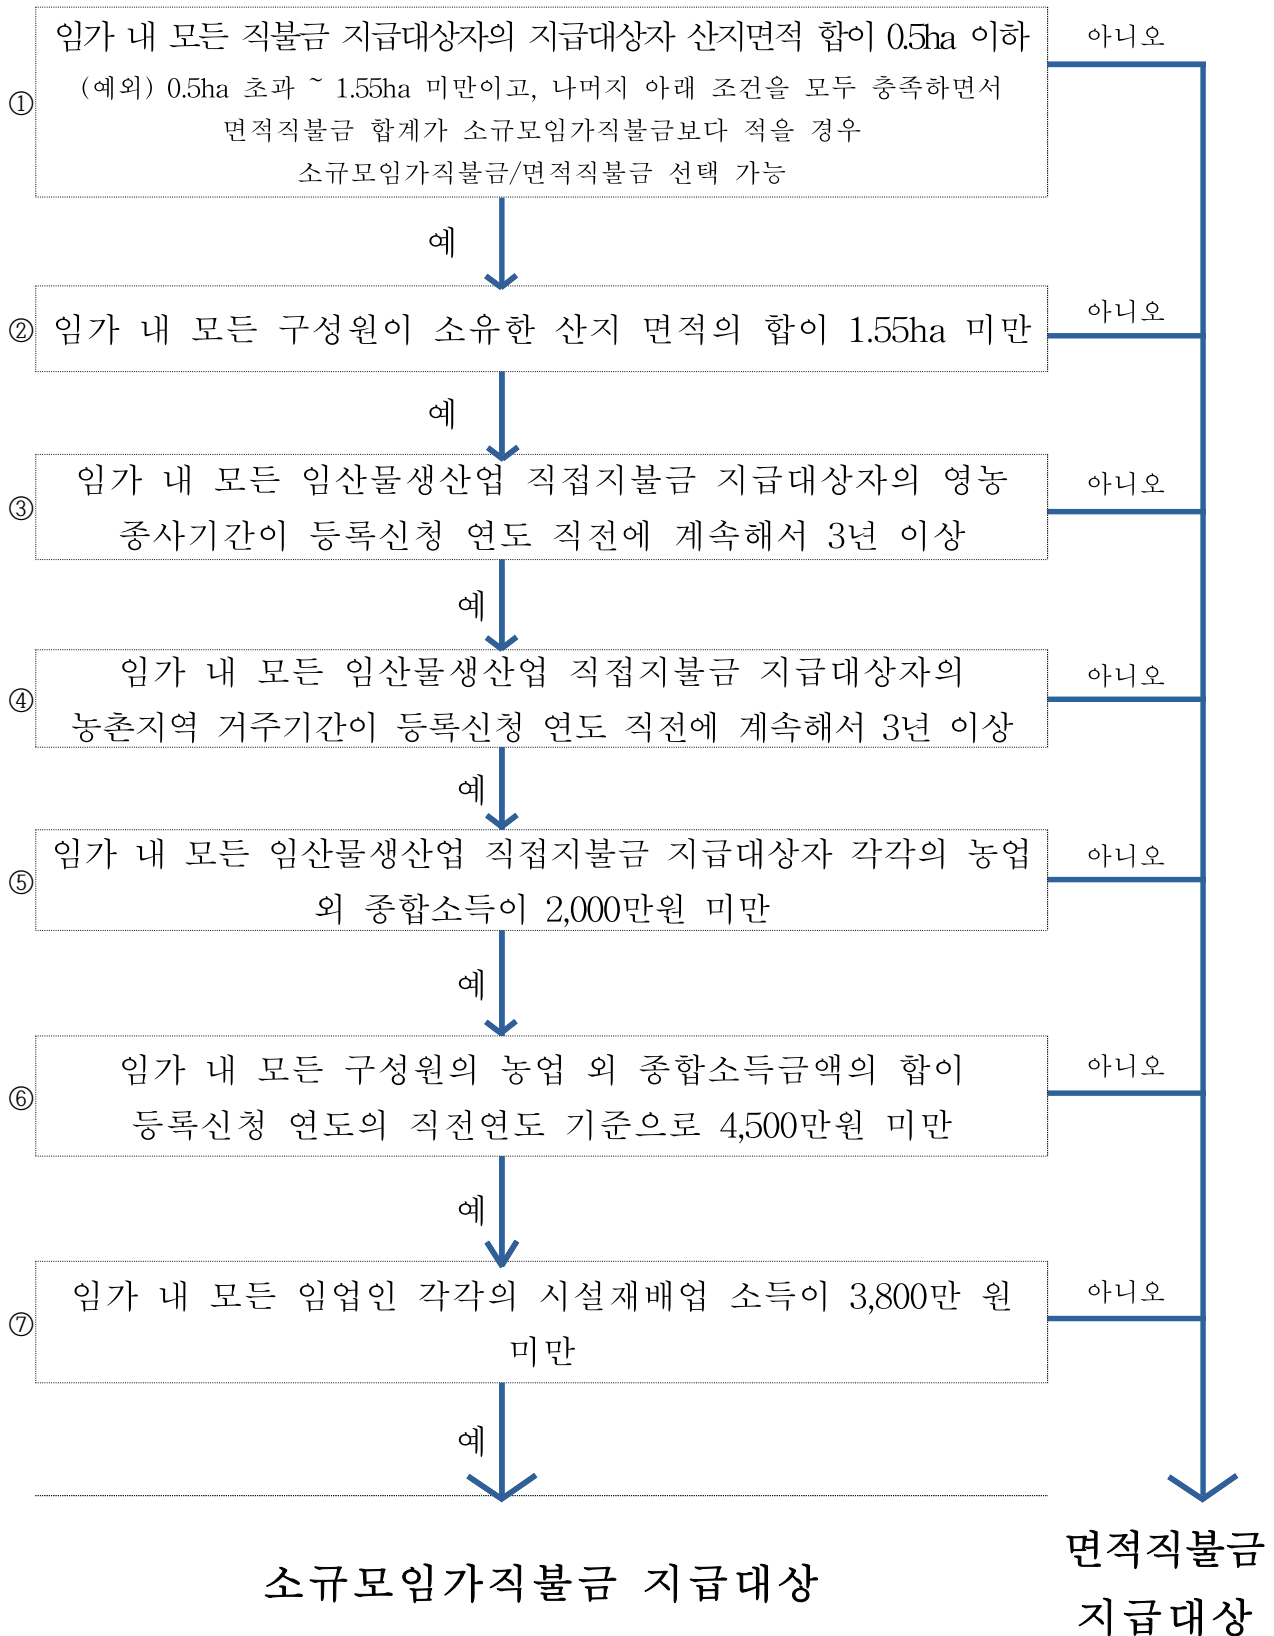 임가 내 모든 직불금 지급대상자의 지급대상자 산지면적 합이 0.5ha 이하
아니오
①
(예외) 0.5ha 초과 ~ 1.55ha 미만이고, 나머지 아래 조건을 모두 충족하면서
면적직불금 합계가 소규모임가직불금보다 적을 경우
소규모임가직불금/면적직불금 선택 가능
예
아니오
②
임가 내 모든 구성원이 소유한 산지 면적의 합이 1.55ha 미만
예
임가 내 모든 임산물생산업 직접지불금 지급대상자의 영농
아니오
③
종사기간이 등록신청 연도 직전에 계속해서 3년 이상
예
임가 내 모든 임산물생산업 직접지불금 지급대상자의
아니오
④
농촌지역 거주기간이 등록신청 연도 직전에 계속해서 3년 이상
예
임가 내 모든 임산물생산업 직접지불금 지급대상자 각각의 농업
아니오
⑤
외 종합소득이 2,000만원 미만
예
임가 내 모든 구성원의 농업 외 종합소득금액의 합이
아니오
⑥
등록신청 연도의 직전연도 기준으로 4,500만원 미만
예
임가 내 모든 임업인 각각의 시설재배업 소득이 3,800만 원
아니오
⑦
미만
예
소규모임가직불금 지급대상
면적직불금
지급대상